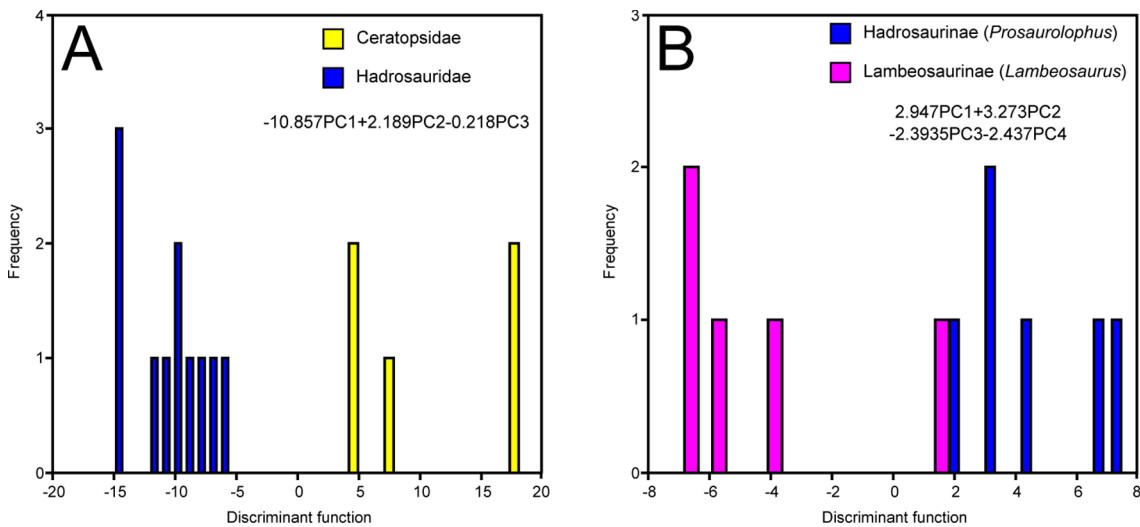 A
4
3
2
1
0
Frequency
Ceratopsidae
Hadrosauridae
-10.857PC1+2.189PC2-0.218PC3
-20 -15 -10 -5 0 5 10 15 20
Discriminant function
B
3
2
1
0
Frequency
Hadrosaurinae (Prosaurolophus)
Lambeosaurinae (Lambeosaurus)
2.947PC1+3.273PC2
-2.3935PC3-2.437PC4
-8 -6 -4 -2 0 2 4 6 8
Discriminant function